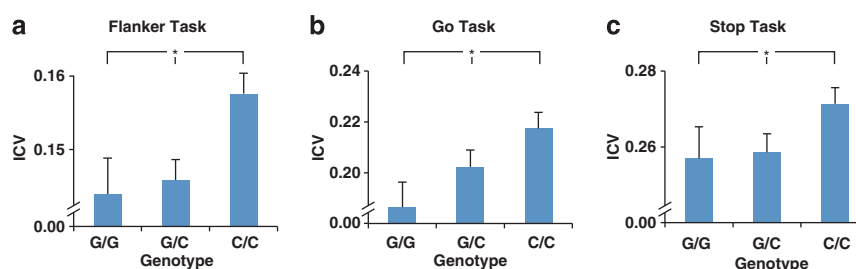 a Flanker Task
*
0.16
0.15
0.00
ICV
G/G G/C C/C
Genotype
b Go Task
*
0.24
0.22
0.20
0.00
ICV
G/G G/C C/C
Genotype
c Stop Task
*
0.28
0.26
0.00
ICV
G/G G/C C/C
Genotype